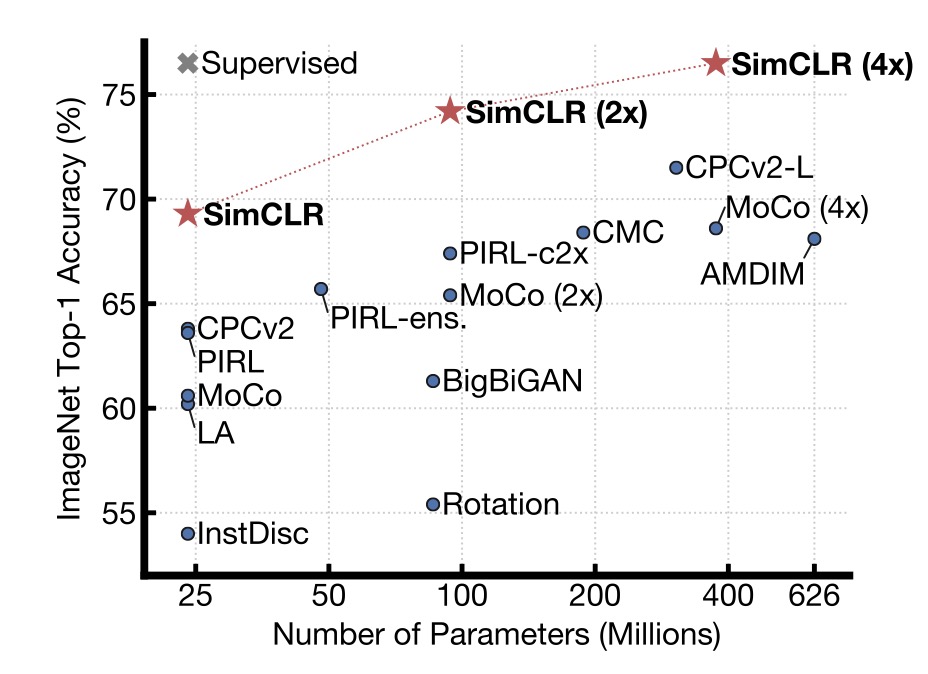 ImageNet Top-1 Accuracy (%)
75
70
65
60
55
Supervised
SimCLR (4x)
SimCLR (2x)
CPCv2-L
SimCLR
MoCo (4x)
CMC
PIRL-c2x
AMDIM
MoCo (2x)
PIRL-ens.
CPCv2
PIRL
BigBiGAN
MoCo
LA
Rotation
InstDisc
25 50 100 200 400 626
Number of Parameters (Millions)